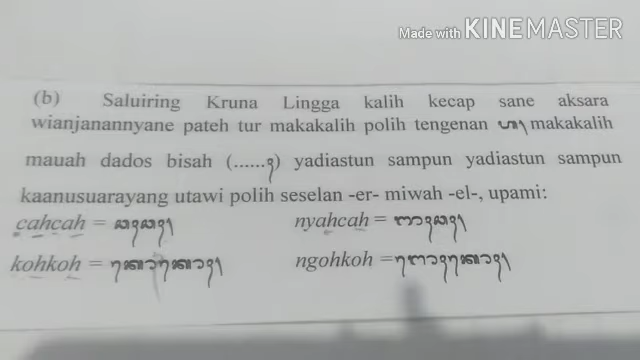 Made with KINEMASTER
(b) Saluiring Kruna Lingga kalih kecap sane aksara
wianjanannyane pateh tur makakalih polih tengenan makakalih
mauah dados bisah (......ᬄ) yadiastun sampun yadiastun sampun
kaanusuarayang utawi polih seselan -er- miwah -el-, upami:
cahcah = nyahcah =
kohkoh = ngohkoh =